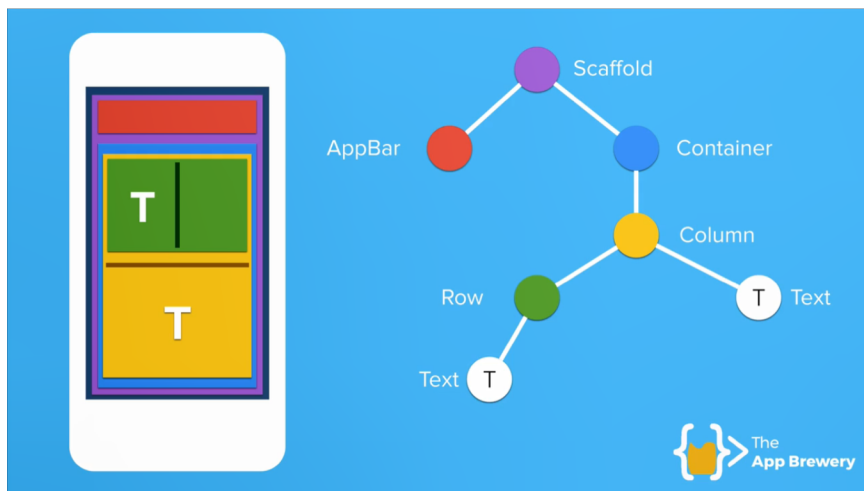 Scaffold
AppBar
Container
T
Column
Row
T
Text
T
Text
T
The
App Brewery